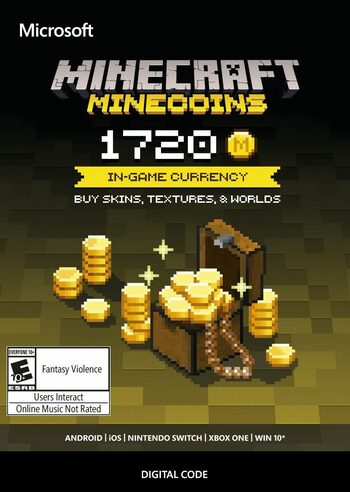 Microsoft
MINECRAFT
MINECOINS
1720 M
IN-GAME CURRENCY
BUY SKINS, TEXTURES, & WORLDS
EVERYONE 10+
E 10+
ESRB
Fantasy Violence
Users Interact
Online Music Not Rated
ANDROID | iOS | NINTENDO SWITCH | XBOX ONE | WIN 10*
DIGITAL CODE